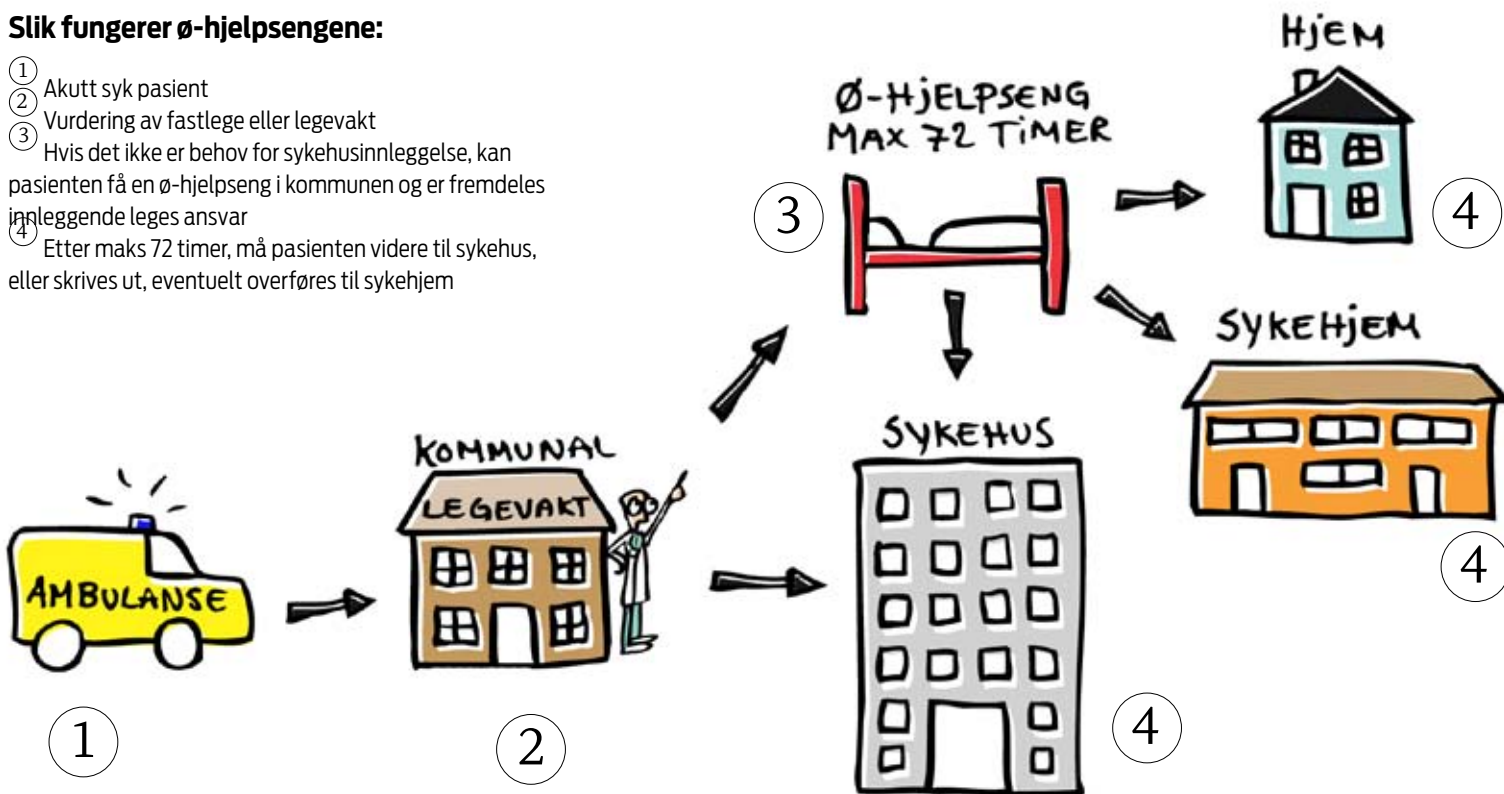 Slik fungerer ø-hjelpsengene:
1 Akutt syk pasient
2 Vurdering av fastlege eller legevakt
3 Hvis det ikke er behov for sykehusinnleggelse, kan
pasienten få en ø-hjelpseng i kommunen og er fremdeles
innleggende leges ansvar
4 Etter maks 72 timer, må pasienten videre til sykehus,
eller skrives ut, eventuelt overføres til sykehjem
HJEM
Ø-HJELPSENG
MAX 72 TIMER
3
4
SYKEHJEM
4
KOMMUNAL
LEGEVAKT
SYKEHUS
AMBULANSE
1
2
4